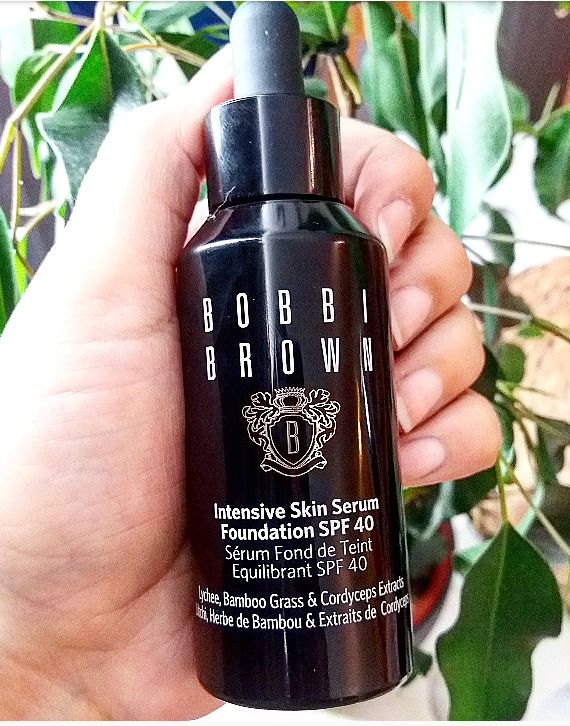 BOBBI
BROWN
B
Intensive Skin Serum
Foundation SPF 40
Sérum Fond de Teint
Equilibrant SPF 40
Lychee, Bamboo Grass & Cordyceps Extracts
Herbe de Bambou & Extraits de Cordyceps